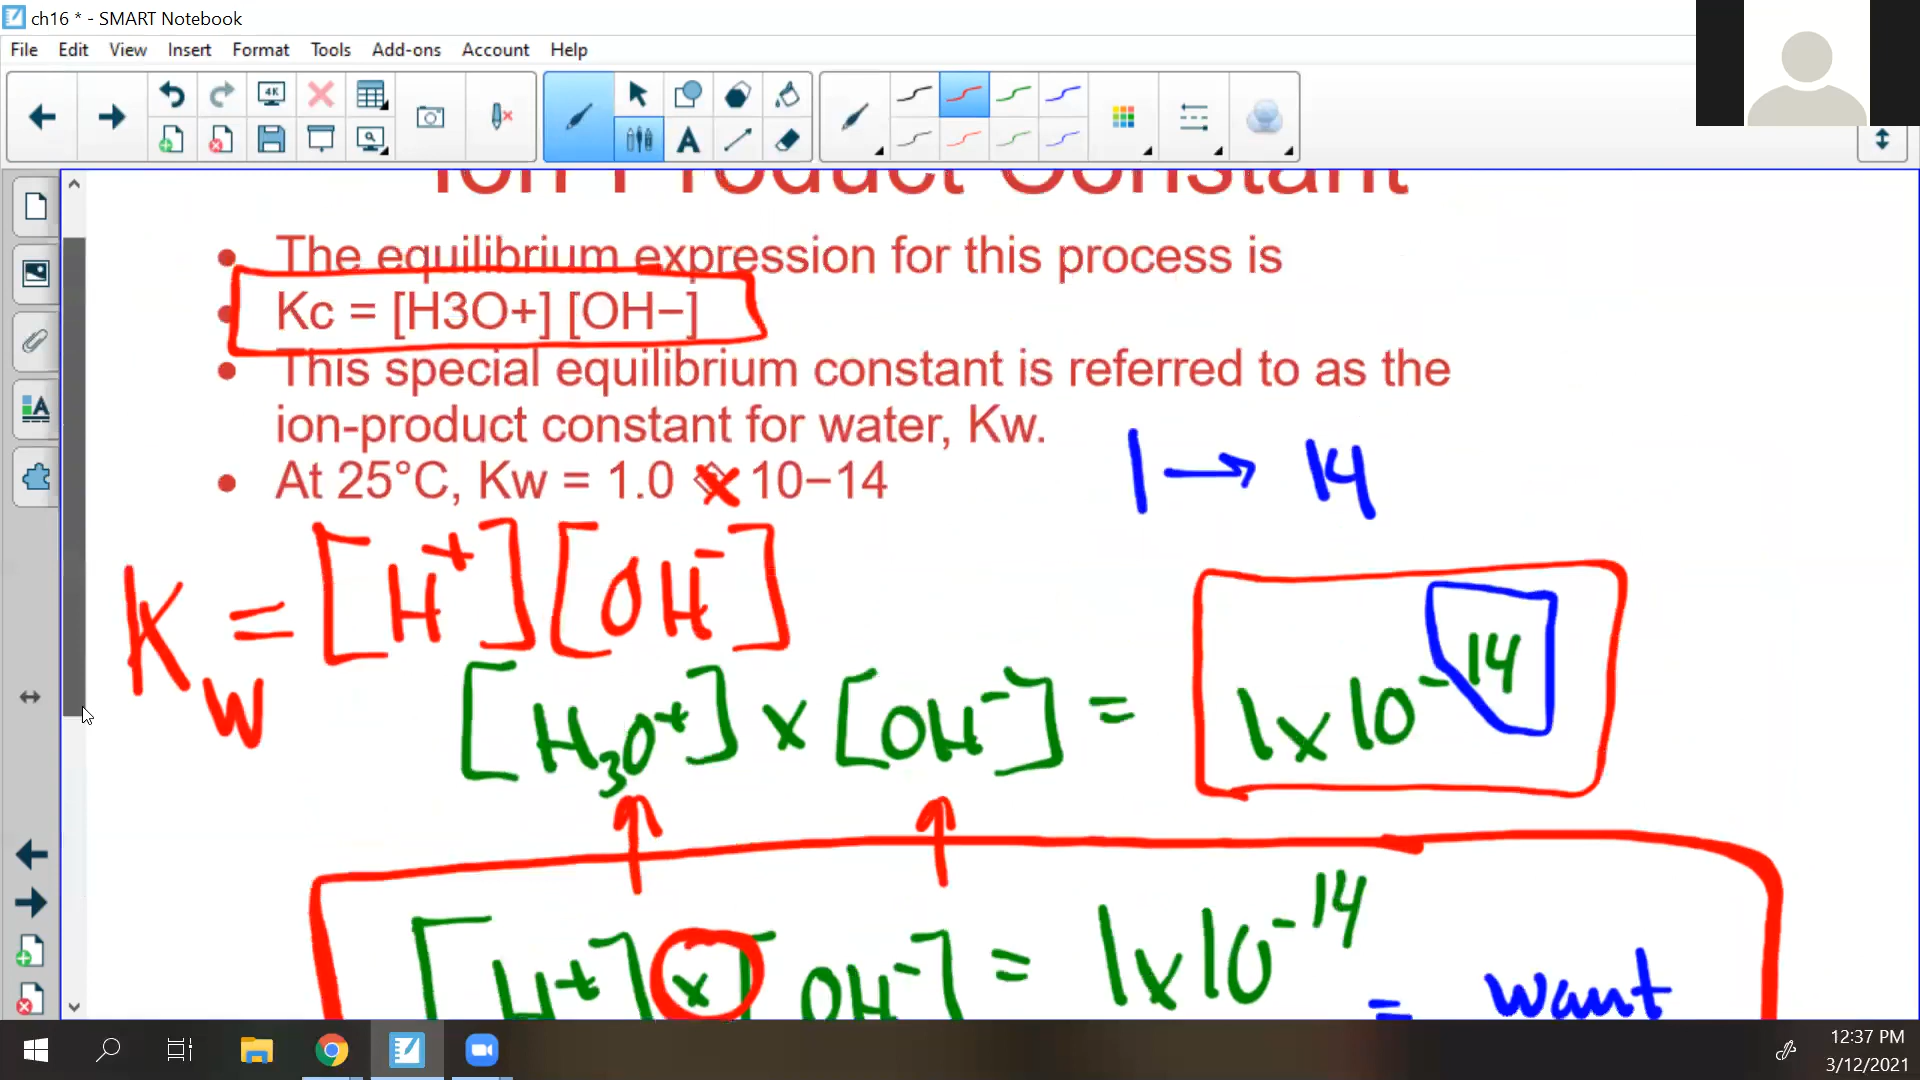 ch16 * - SMART Notebook
File Edit View Insert Format Tools Add-ons Account Help
Ion Product Constant
• The equilibrium expression for this process is
• Kc = [H3O+] [OH−]
• This special equilibrium constant is referred to as the
ion-product constant for water, Kw.
• At 25°C, Kw = 1.0 x 10−14
1 → 14
Kw = [H+][OH-]
[H3O+] x [OH-] = 1x10-14
[H+] x [OH-] = 1x10-14
= want
12:37 PM
3/12/2021